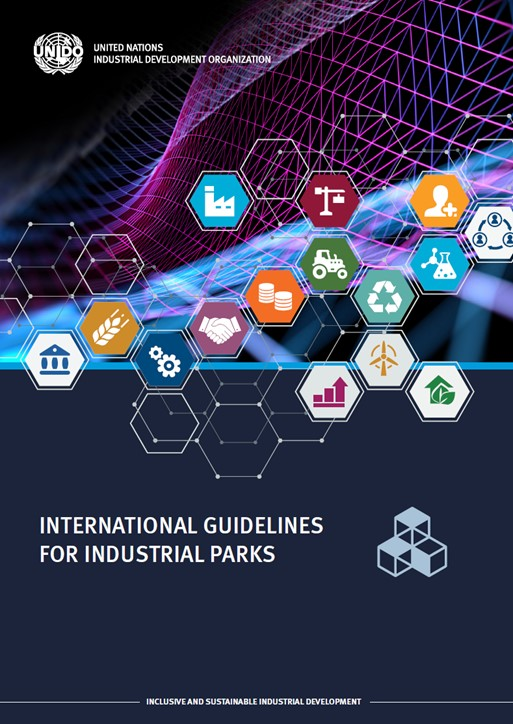 UNIDO
UNITED NATIONS
INDUSTRIAL DEVELOPMENT ORGANIZATION
INTERNATIONAL GUIDELINES
FOR INDUSTRIAL PARKS
INCLUSIVE AND SUSTAINABLE INDUSTRIAL DEVELOPMENT